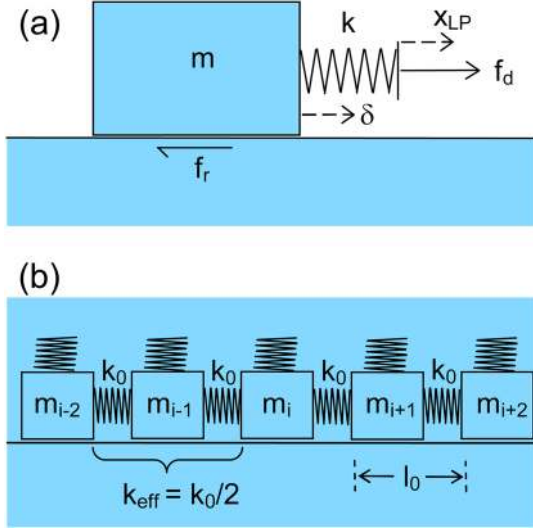 (a)
k
x_LP
m
f_d
δ
f_r
(b)
k_0 k_0 k_0 k_0
m_i-2 m_i-1 m_i m_i+1 m_i+2
k_eff = k_0/2
l_0